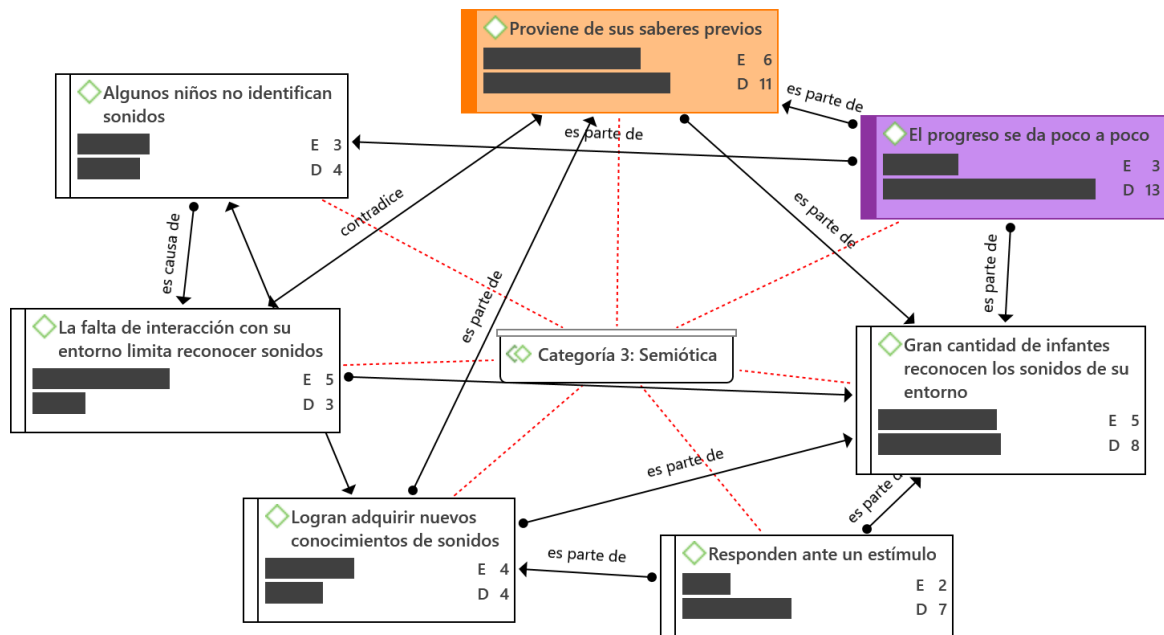 Proviene de sus saberes previos
E 6
D 11
Algunos niños no identifican
sonidos
E 3
D 4
es parte de
es parte de
El progreso se da poco a poco
E 3
D 13
contradice
es parte de
es causa de
es parte de
es parte de
La falta de interacción con su
entorno limita reconocer sonidos
E 5
D 3
Categoría 3: Semiótica
Gran cantidad de infantes
reconocen los sonidos de su
entorno
E 5
D 8
es parte de
es parte de
Logran adquirir nuevos
conocimientos de sonidos
E 4
D 4
es parte de
Responden ante un estímulo
E 2
D 7